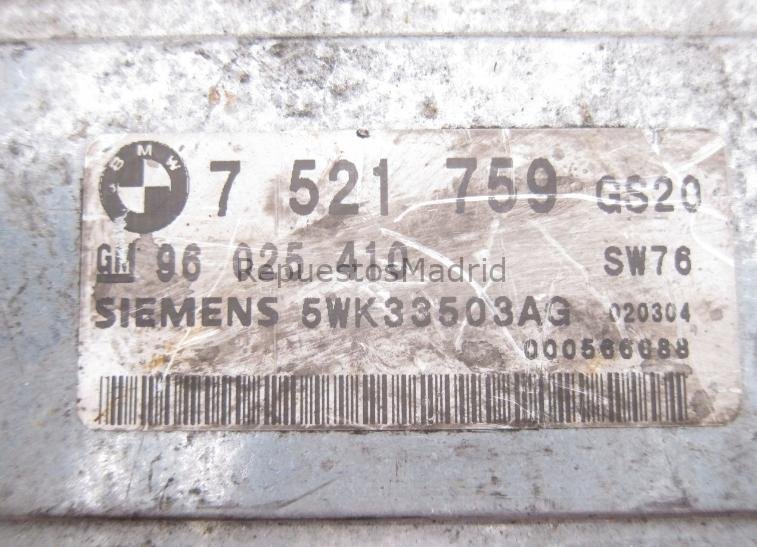 BMW 7 521 759 GS20
GM 96 025 410 SW76
RepuestosMadrid
SIEMENS 5WK33503AG 020304
000566088